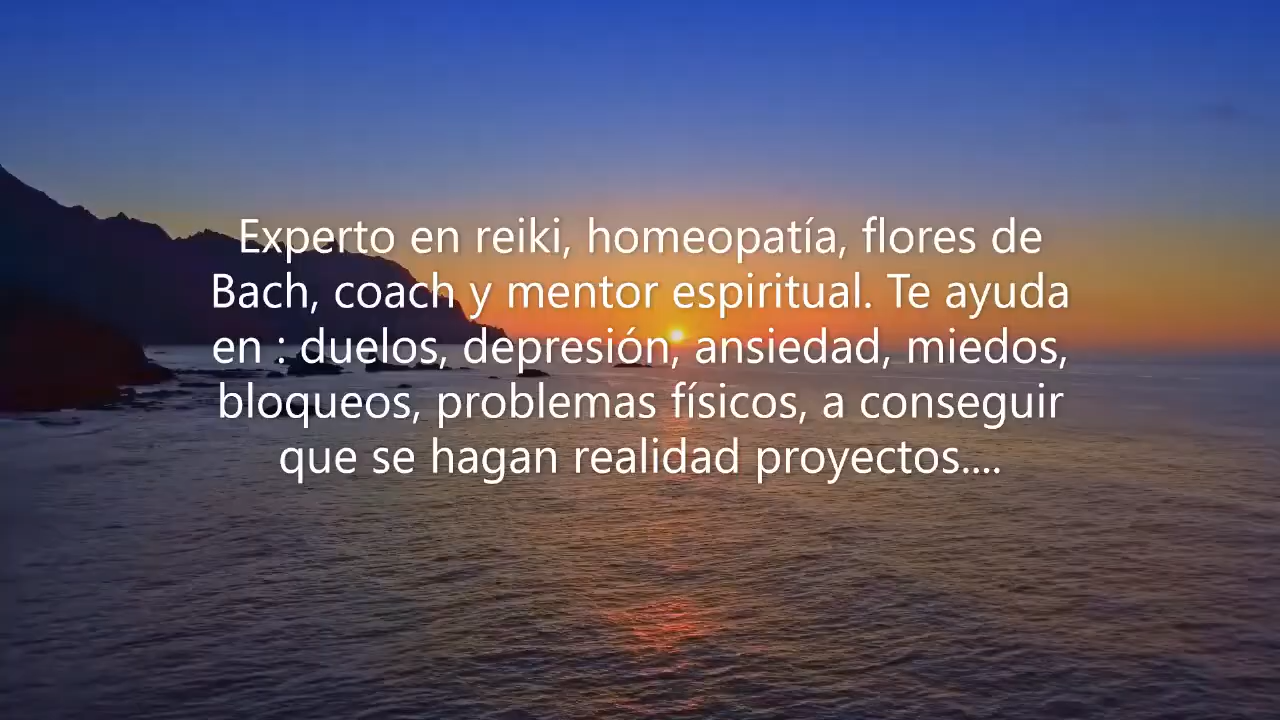 Experto en reiki, homeopatía, flores de
Bach, coach y mentor espiritual. Te ayuda
en : duelos, depresión, ansiedad, miedos,
bloqueos, problemas físicos, a conseguir
que se hagan realidad proyectos....